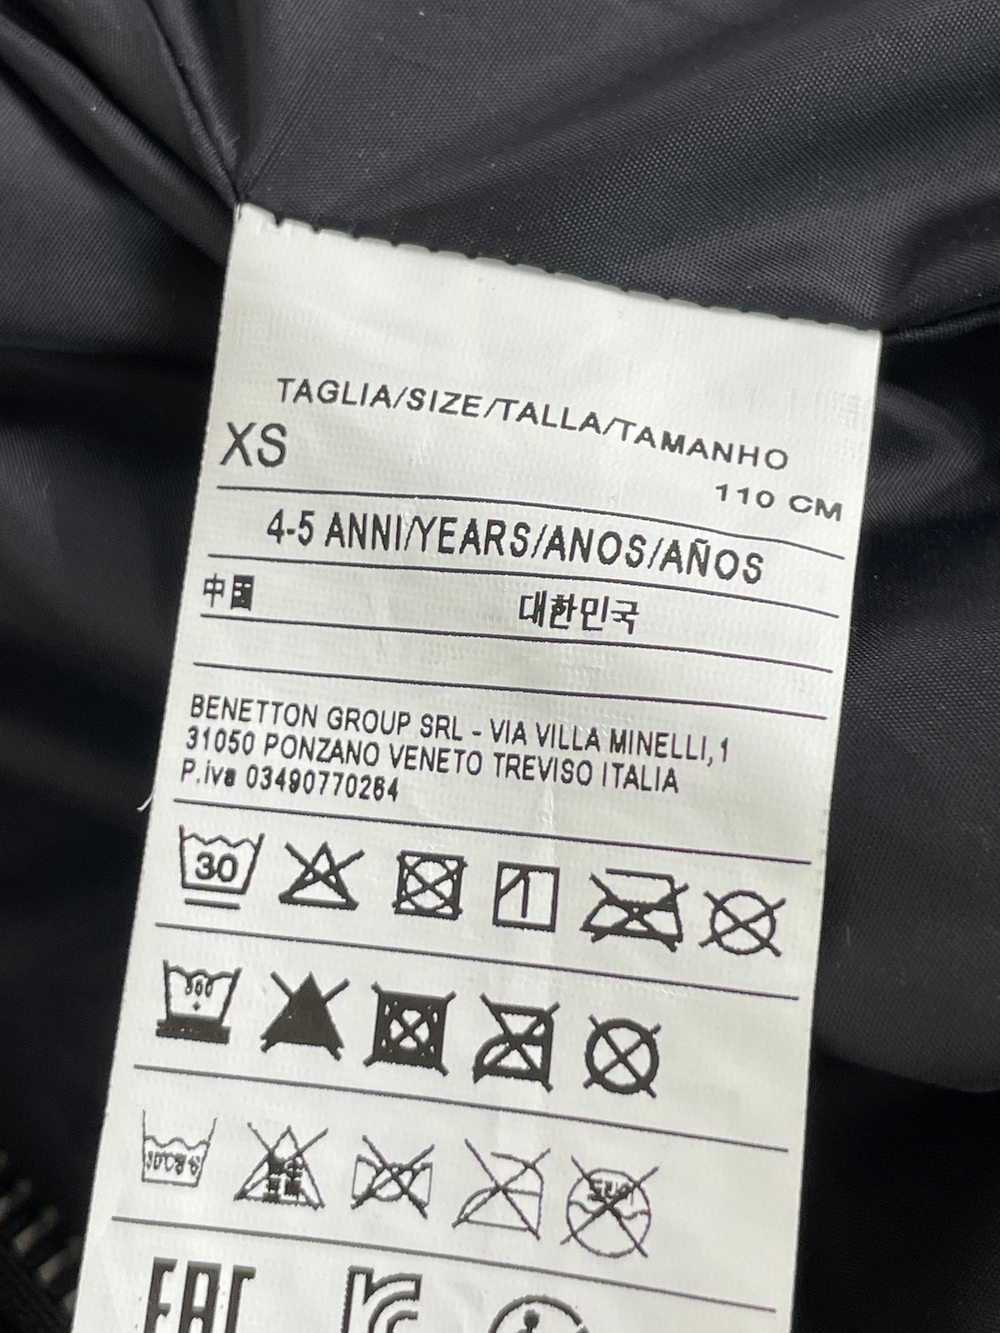 TAGLIA/SIZE/TALLA/TAMANHO
XS
110 CM
4-5 ANNI/YEARS/ANOS/AÑOS
中国 대한민국
BENETTON GROUP SRL - VIA VILLA MINELLI, 1
31050 PONZANO VENETO TREVISO ITALIA
P.iva 03490770264
30
EAC